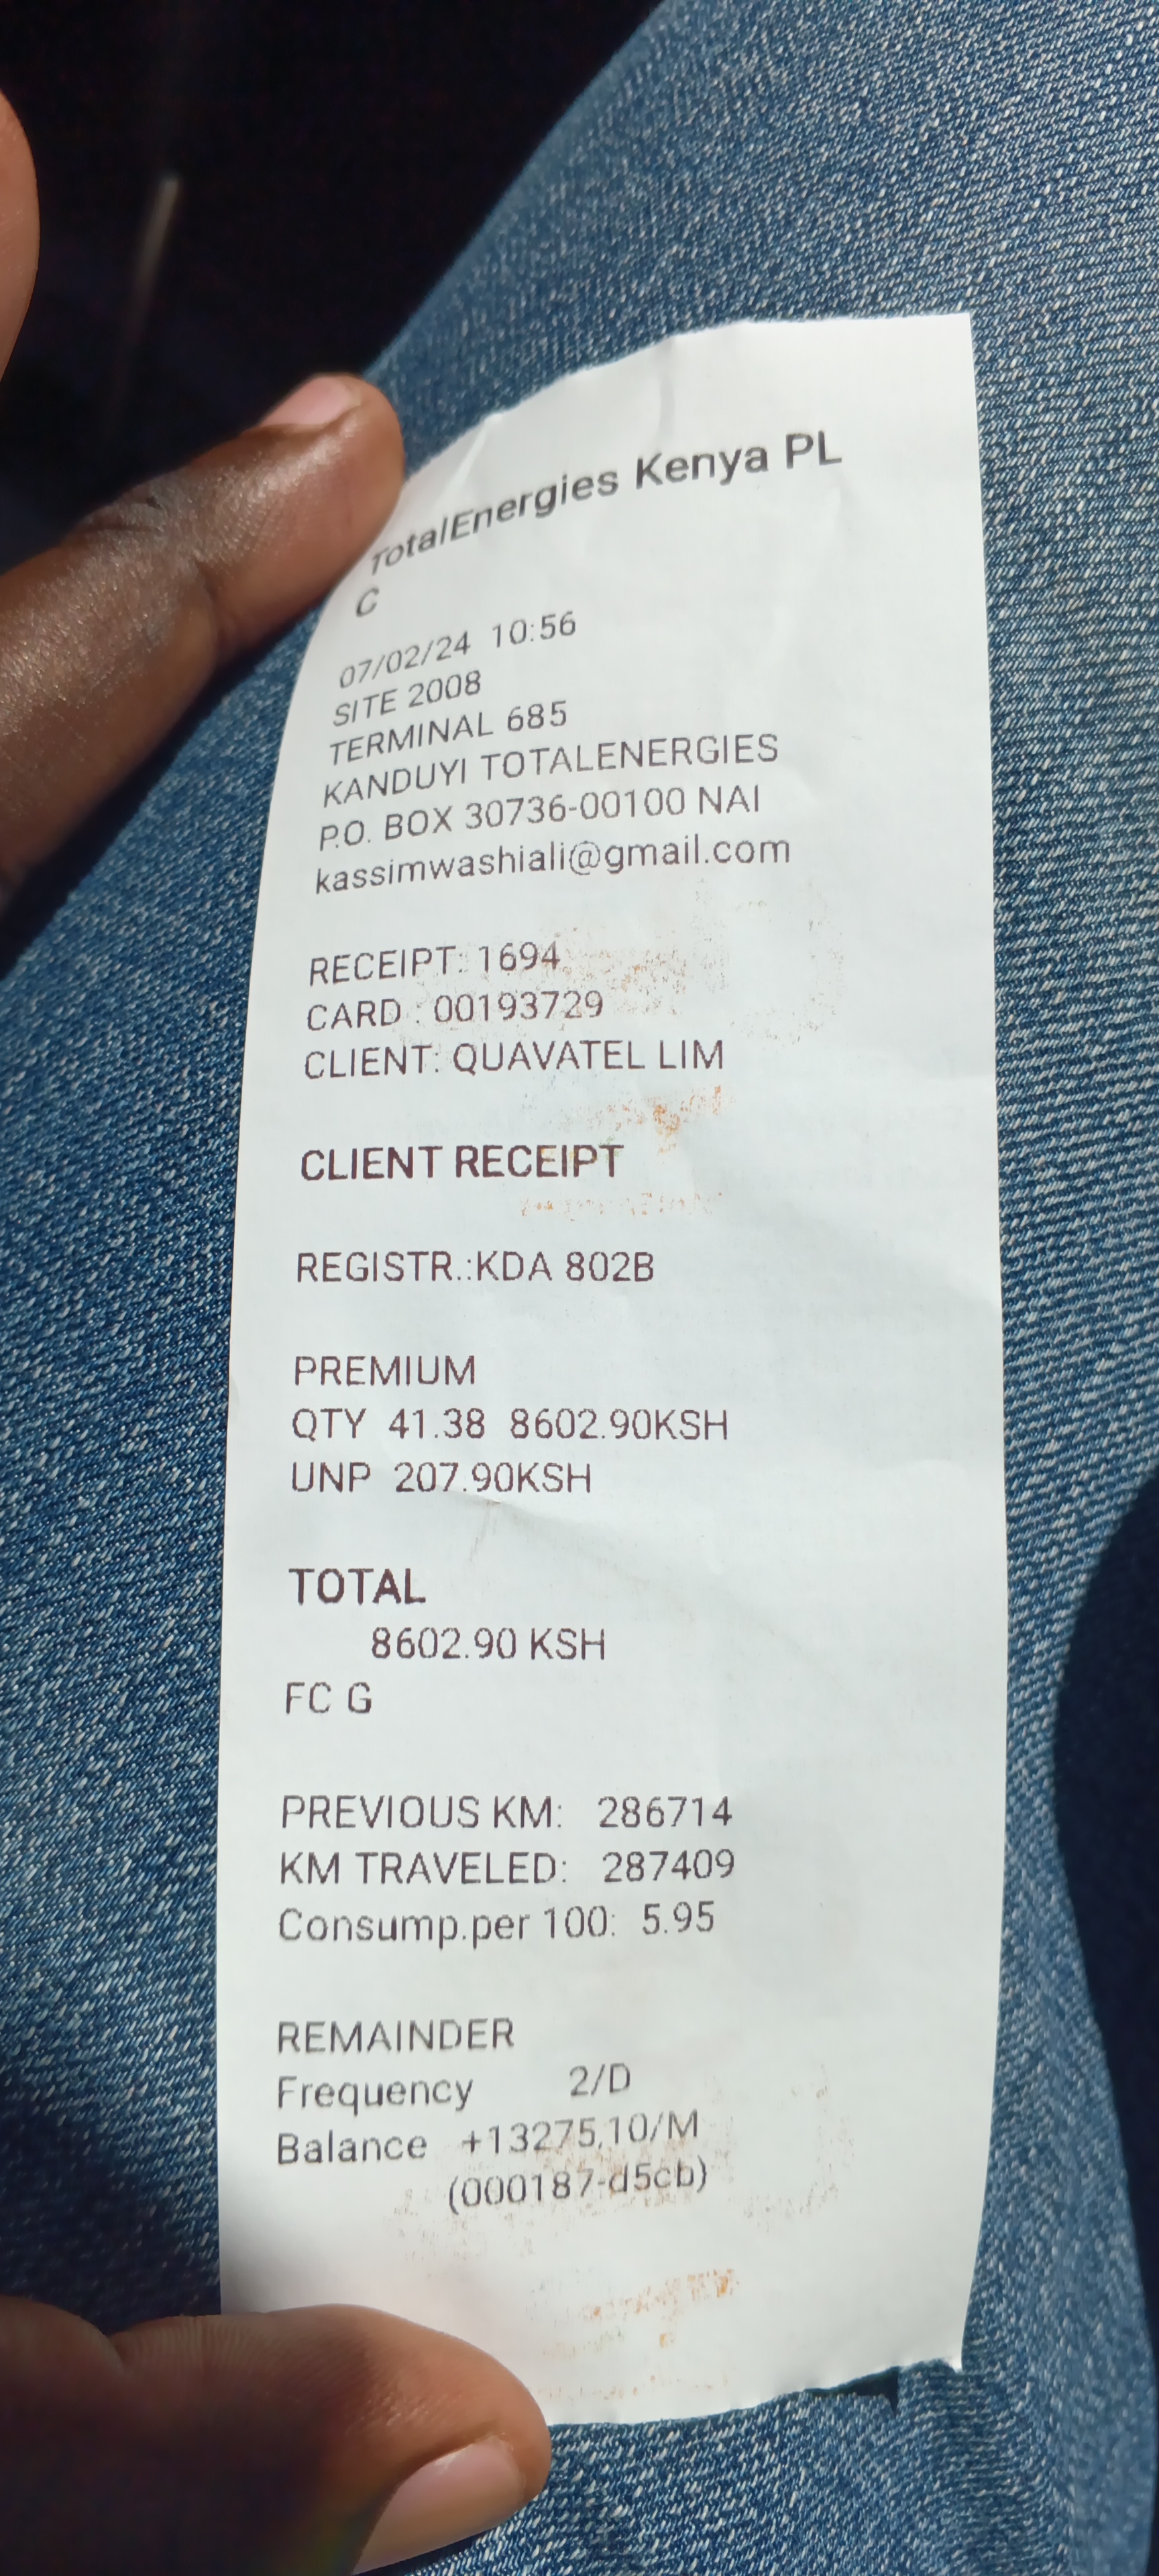 TotalEnergies Kenya PL
C
07/02/24 10:56
SITE 2008
TERMINAL 685
KANDUYI TOTALENERGIES
P.O. BOX 30736-00100 NAI
kassimwashiali@gmail.com
RECEIPT: 1694
CARD : 00193729
CLIENT: QUAVATEL LIM
CLIENT RECEIPT
REGISTR.:KDA 802B
PREMIUM
QTY 41.38 8602.90KSH
UNP 207.90KSH
TOTAL
8602.90 KSH
FC G
PREVIOUS KM: 286714
KM TRAVELED: 287409
Consump.per 100: 5.95
REMAINDER
Frequency 2/D
Balance +13275,10/M
(000187-d5cb)